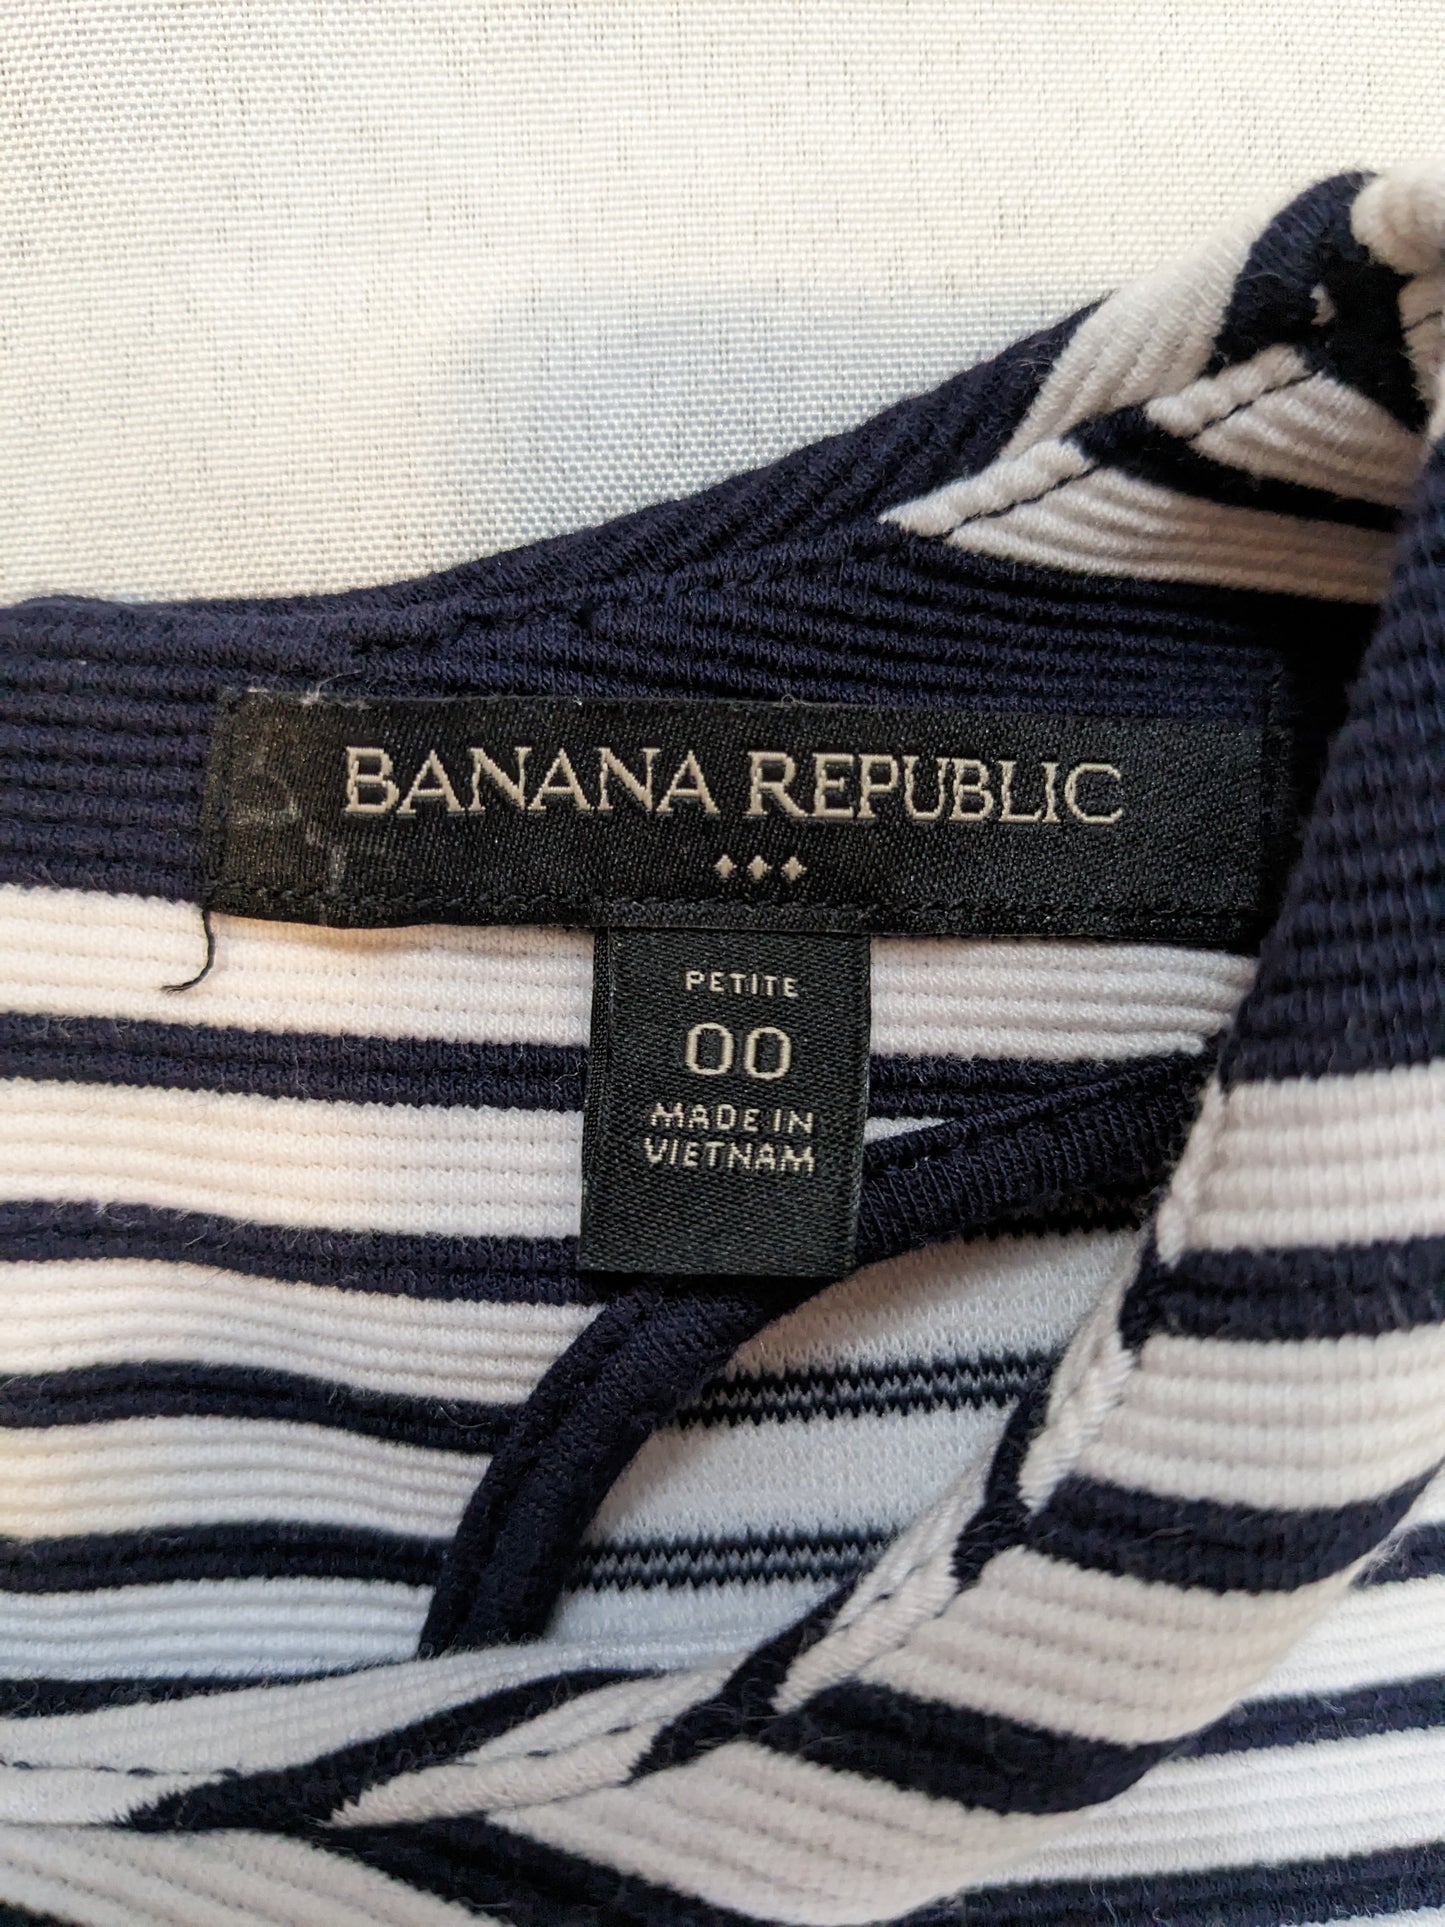 BANANA REPUBLIC
PETITE
00
MADE IN
VIETNAM